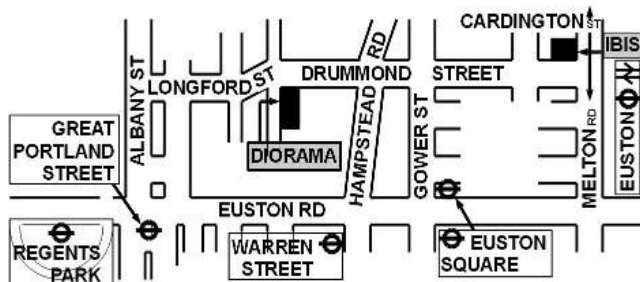 CARDINGTON ST
IBIS
ALBANY ST
LONGFORD ST
DRUMMOND STREET
HAMPSTEAD RD
GOWER ST
MELTON RD
EUSTON
GREAT
PORTLAND
STREET
DIORAMA
EUSTON RD
REGENTS
PARK
WARREN
STREET
EUSTON
SQUARE